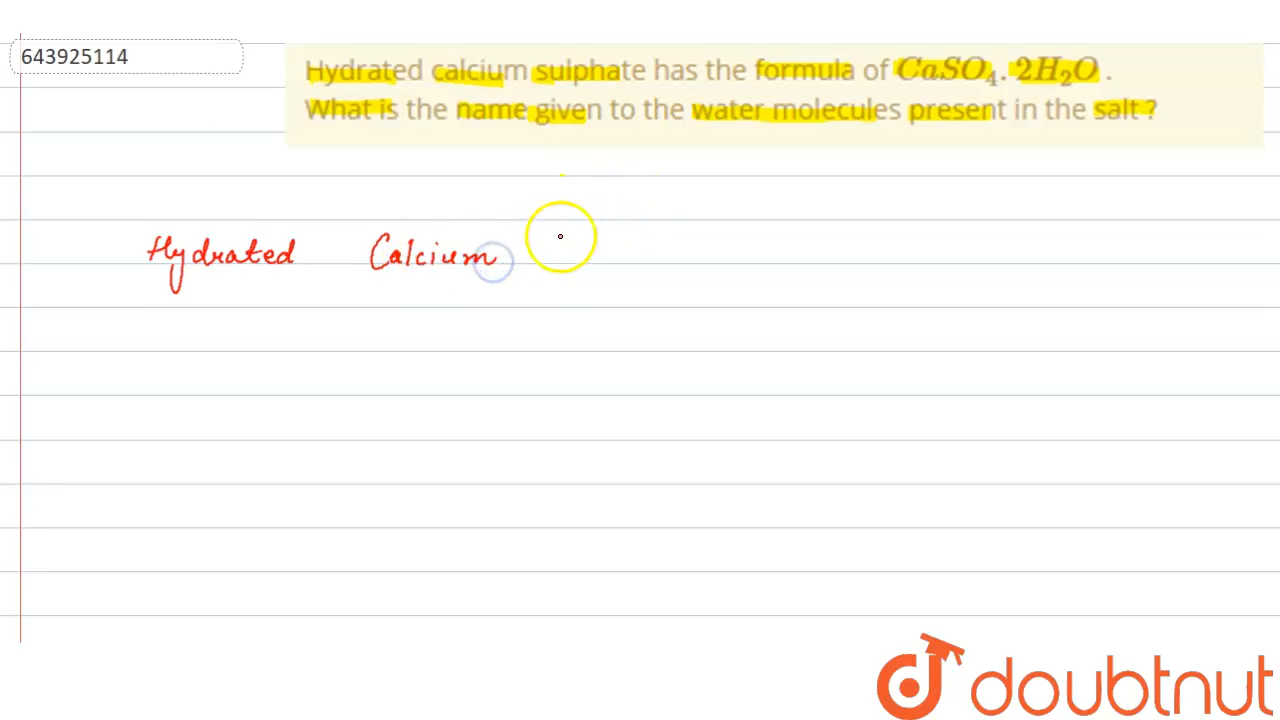 643925114
Hydrated calcium sulphate has the formula of CaSO₄. 2H₂O .
What is the name given to the water molecules present in the salt ?
Hydrated Calcium
doubtnut